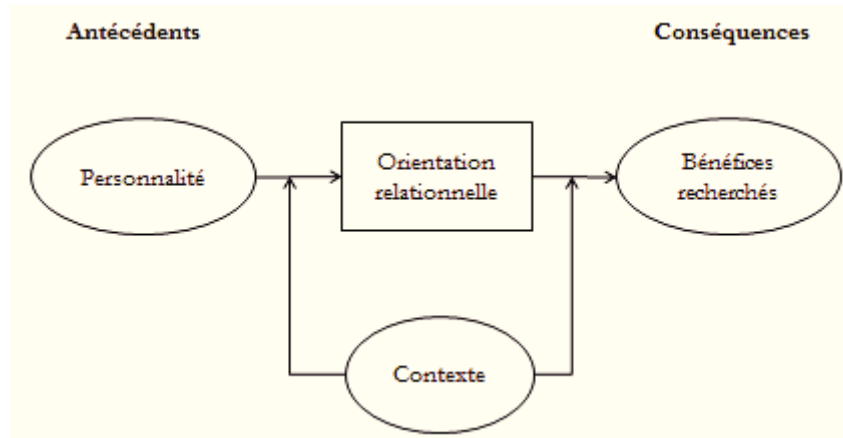 Antécédents
Conséquences
Personnalité
Orientation
relationnelle
Bénéfices
recherchés
Contexte